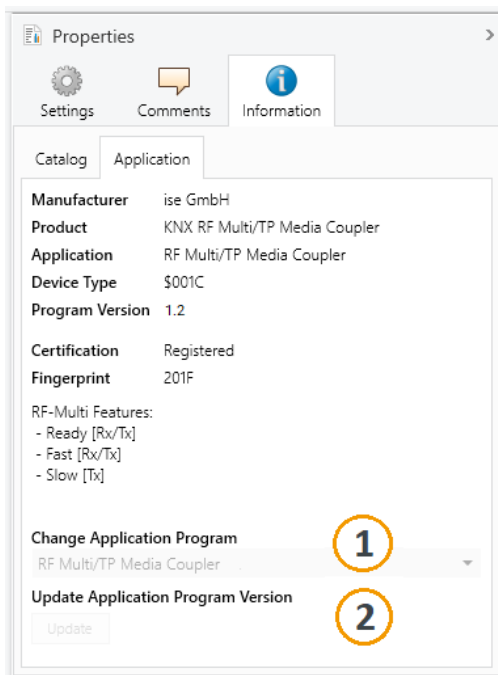 Properties
Settings Comments Information
Catalog Application
Manufacturer ise GmbH
Product KNX RF Multi/TP Media Coupler
Application RF Multi/TP Media Coupler
Device Type $001C
Program Version 1.2
Certification Registered
Fingerprint 201F
RF-Multi Features:
- Ready [Rx/Tx]
- Fast [Rx/Tx]
- Slow [Tx]
Change Application Program 1
RF Multi/TP Media Coupler
Update Application Program Version 2
Update